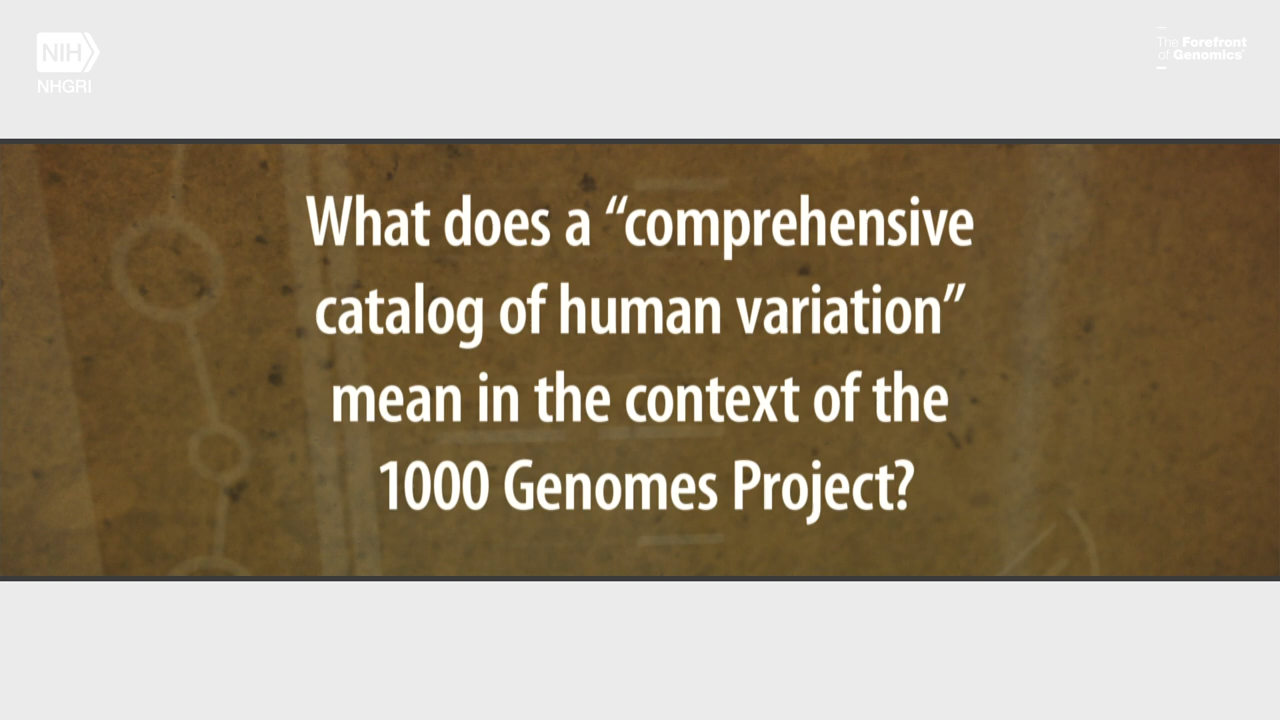 NIH
NHGRI
The Forefront
of Genomics®
What does a “comprehensive
catalog of human variation”
mean in the context of the
1000 Genomes Project?